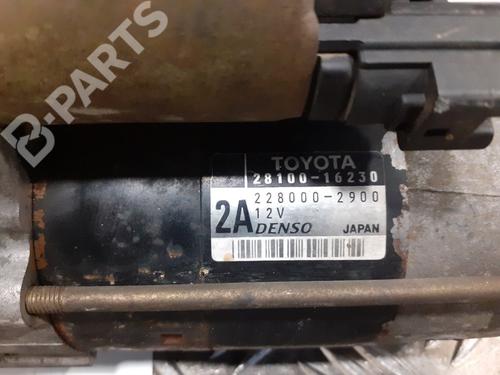 B-PARTS
TOYOTA
28100-16230
228000-2900
2A 12V
DENSO JAPAN